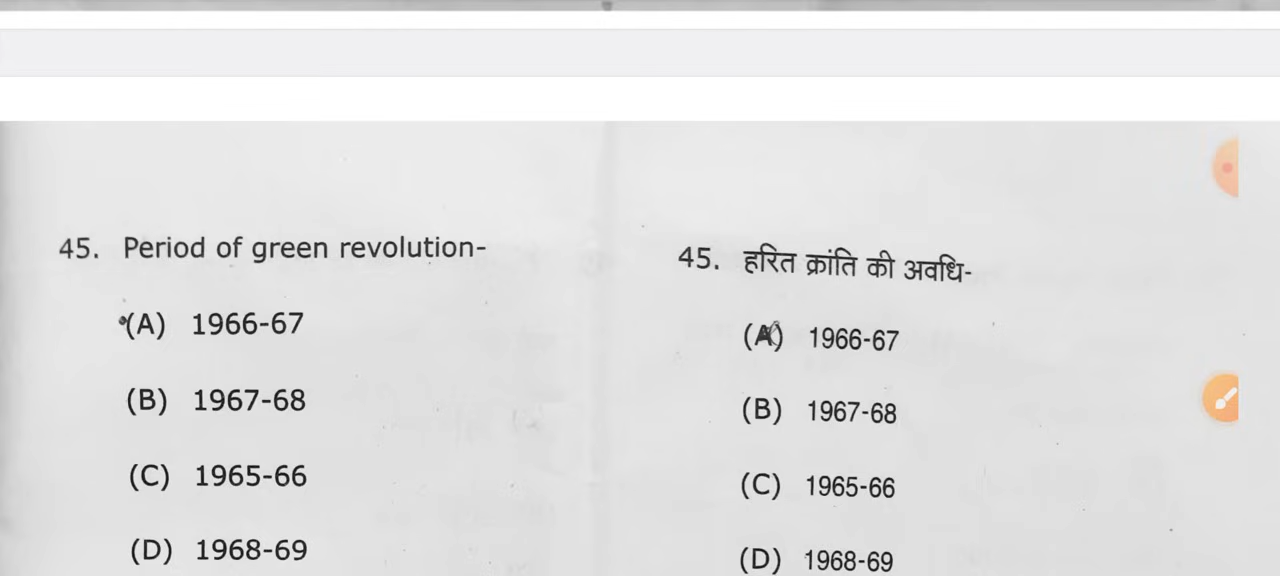 45. Period of green revolution-
(A) 1966-67
(B) 1967-68
(C) 1965-66
(D) 1968-69
45. हरित क्रांति की अवधि-
(A) 1966-67
(B) 1967-68
(C) 1965-66
(D) 1968-69